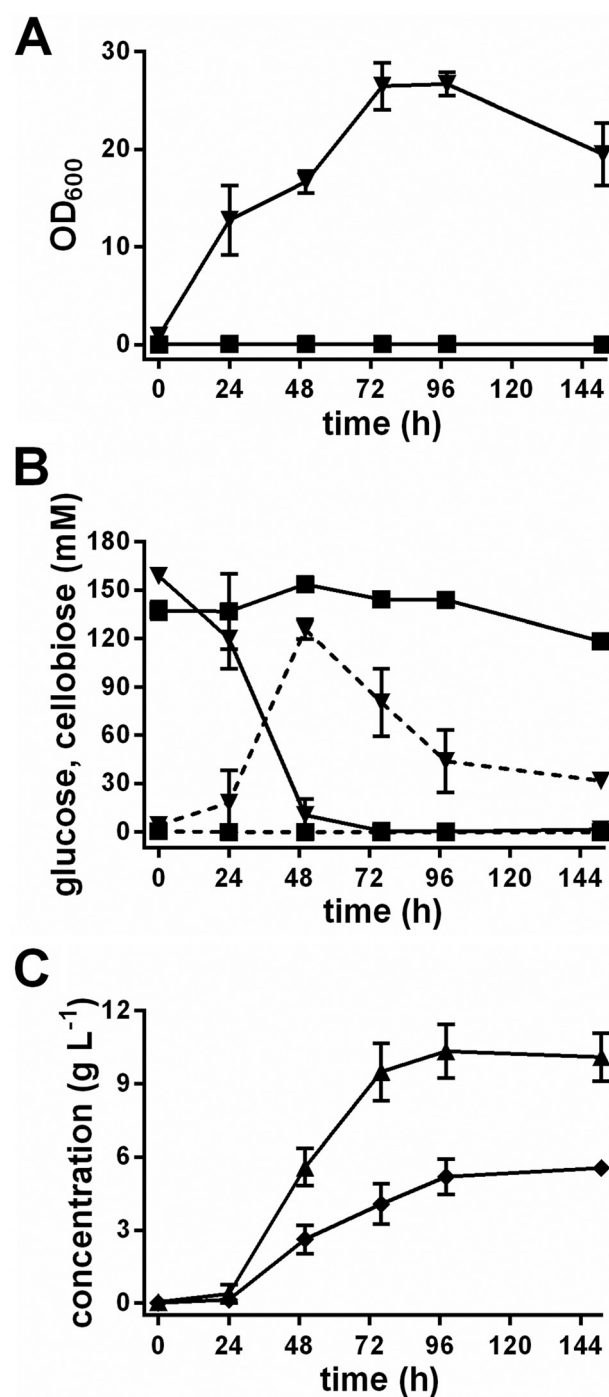 A
30
20
10
0
OD600
0 24 48 72 96 120 144
time (h)
B
180
150
120
90
60
30
0
glucose, cellobiose (mM)
0 24 48 72 96 120 144
time (h)
C
12
9
6
3
0
concentration (g L-1)
0 24 48 72 96 120 144
time (h)